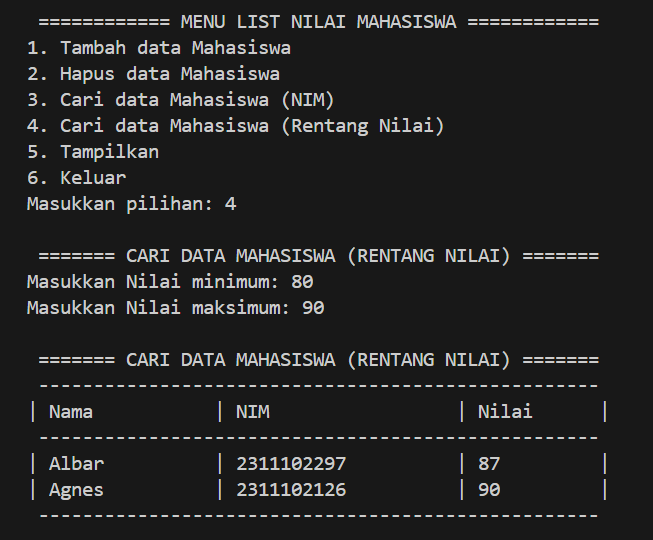 ============ MENU LIST NILAI MAHASISWA ============
1. Tambah data Mahasiswa
2. Hapus data Mahasiswa
3. Cari data Mahasiswa (NIM)
4. Cari data Mahasiswa (Rentang Nilai)
5. Tampilkan
6. Keluar
Masukkan pilihan: 4
======= CARI DATA MAHASISWA (RENTANG NILAI) =======
Masukkan Nilai minimum: 80
Masukkan Nilai maksimum: 90
======= CARI DATA MAHASISWA (RENTANG NILAI) =======
---------------------------------------------------
| Nama | NIM | Nilai |
---------------------------------------------------
| Albar | 2311102297 | 87 |
| Agnes | 2311102126 | 90 |
---------------------------------------------------